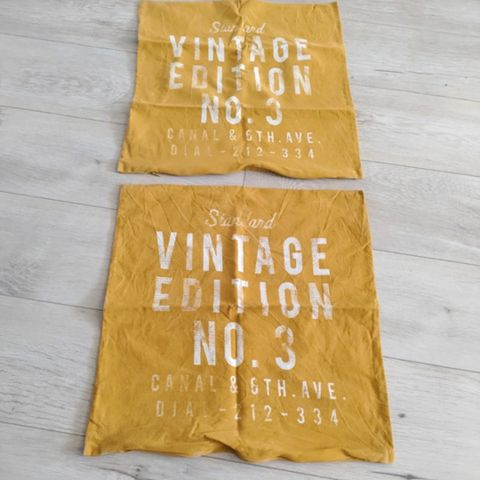 Standard
VINTAGE
EDITION
NO. 3
CANAL & 6TH. AVE.
DIAL - 212 - 334
Standard
VINTAGE
EDITION
NO. 3
CANAL & 6TH. AVE.
DIAL - 212 - 334